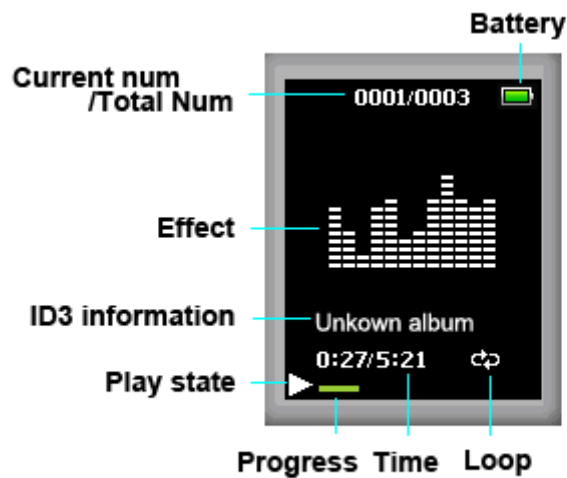 Battery
Current num
/Total Num
0001/0003
Effect
ID3 information
Unkown album
0:27/5:21
Play state
Progress
Time
Loop